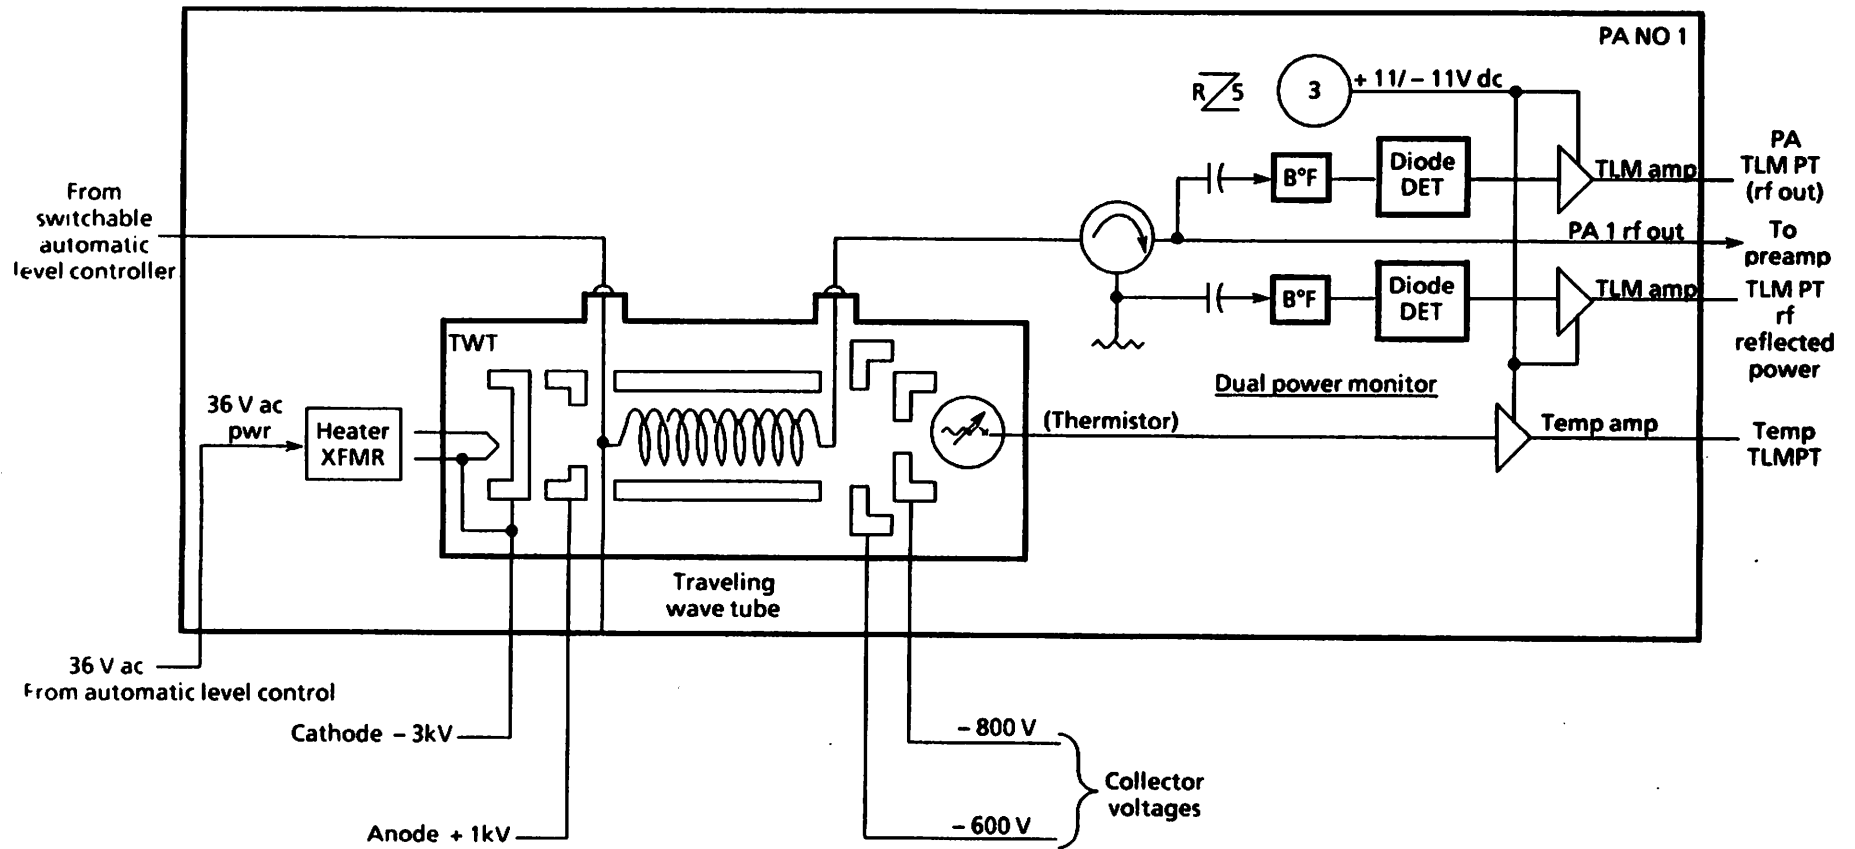 PA NO 1
R/S
3
+ 11/ – 11V dc
PA
TLM PT
(rf out)
TLM amp
B°F
Diode
DET
From
switchable
automatic
level controller
PA 1 rf out
To
preamp
B°F
Diode
DET
TLM amp
TLM PT
rf
reflected
power
TWT
Dual power monitor
36 V ac
pwr
Heater
XFMR
(Thermistor)
Temp amp
Temp
TLMPT
Traveling
wave tube
36 V ac
From automatic level control
Cathode – 3kV
– 800 V
Collector
voltages
Anode + 1kV
– 600 V